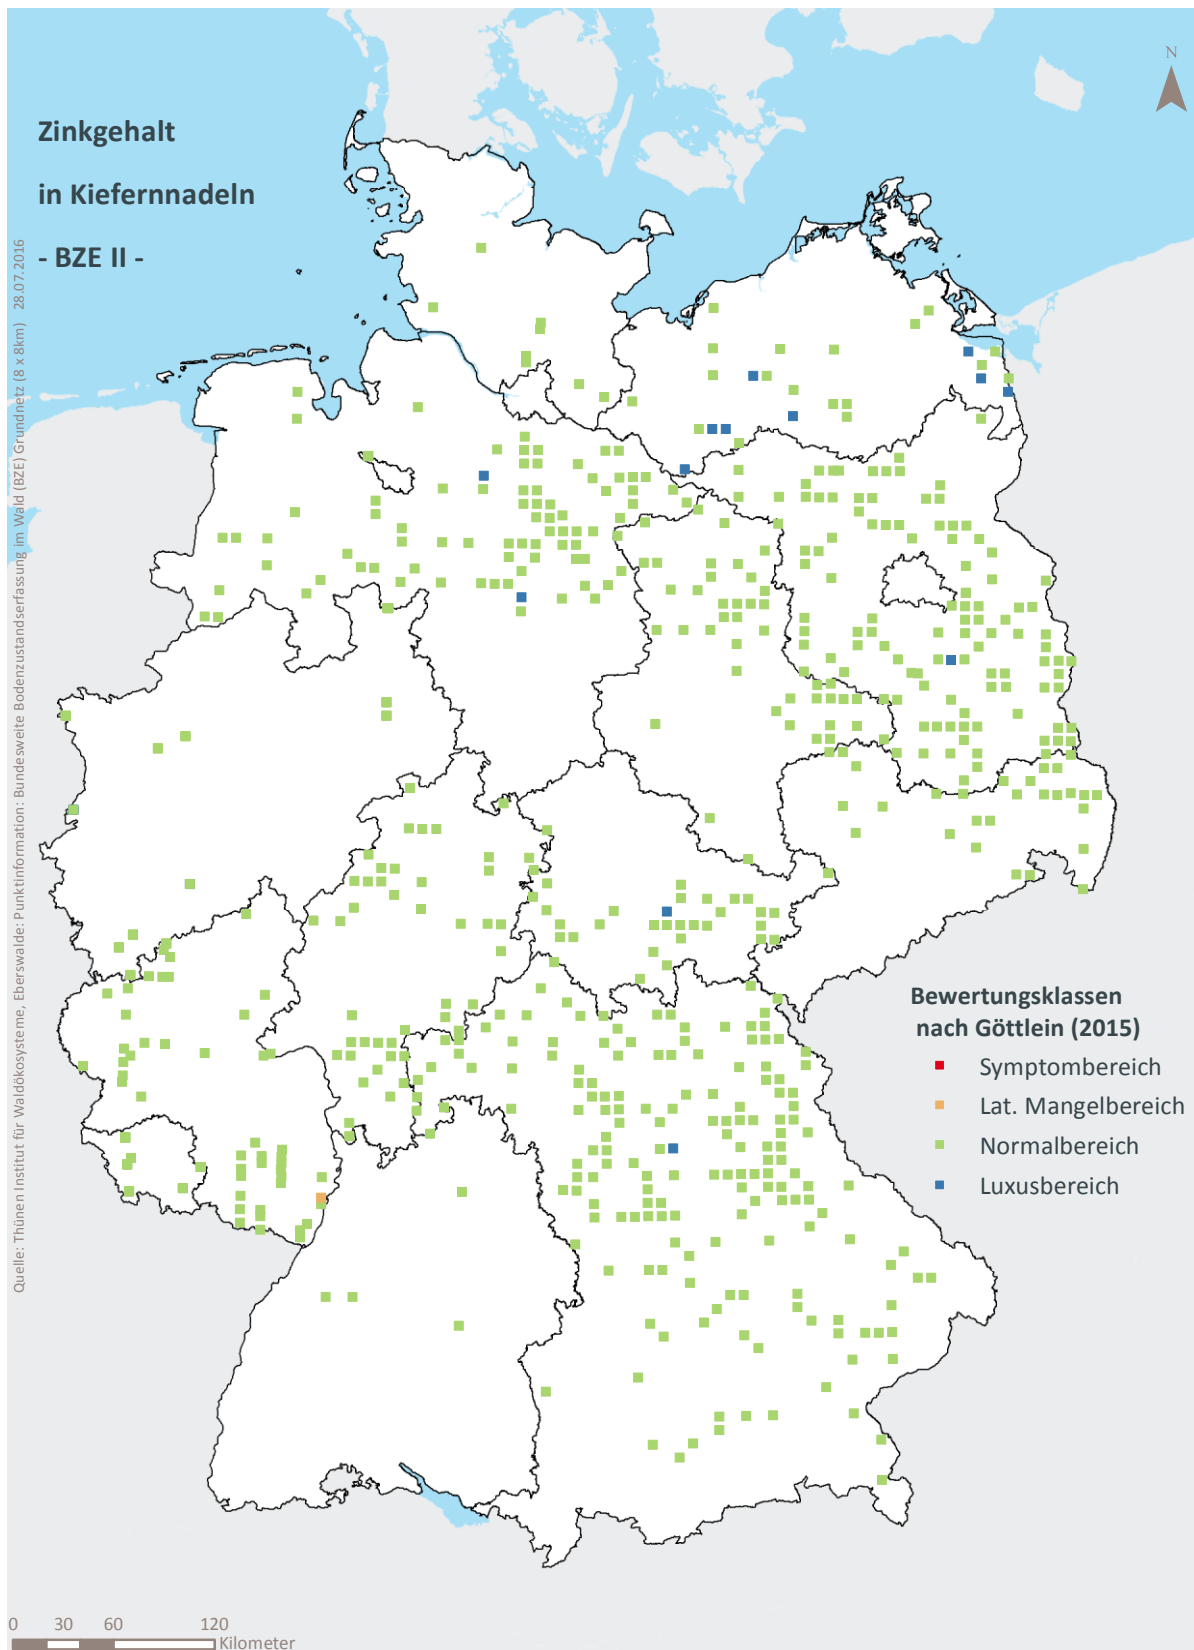 Zinkgehalt
in Kiefernnadeln
- BZE II -
N
Quelle: Thünen Institut für Waldökosysteme, Eberswalde: Punktinformation: Bundesweite Bodenzustandserfassung im Wald (BZE) Grundnetz (8 x 8km) 28.07.2016
Bewertungsklassen
nach Göttlein (2015)
Symptombereich
Lat. Mangelbereich
Normalbereich
Luxusbereich
0 30 60 120
Kilometer